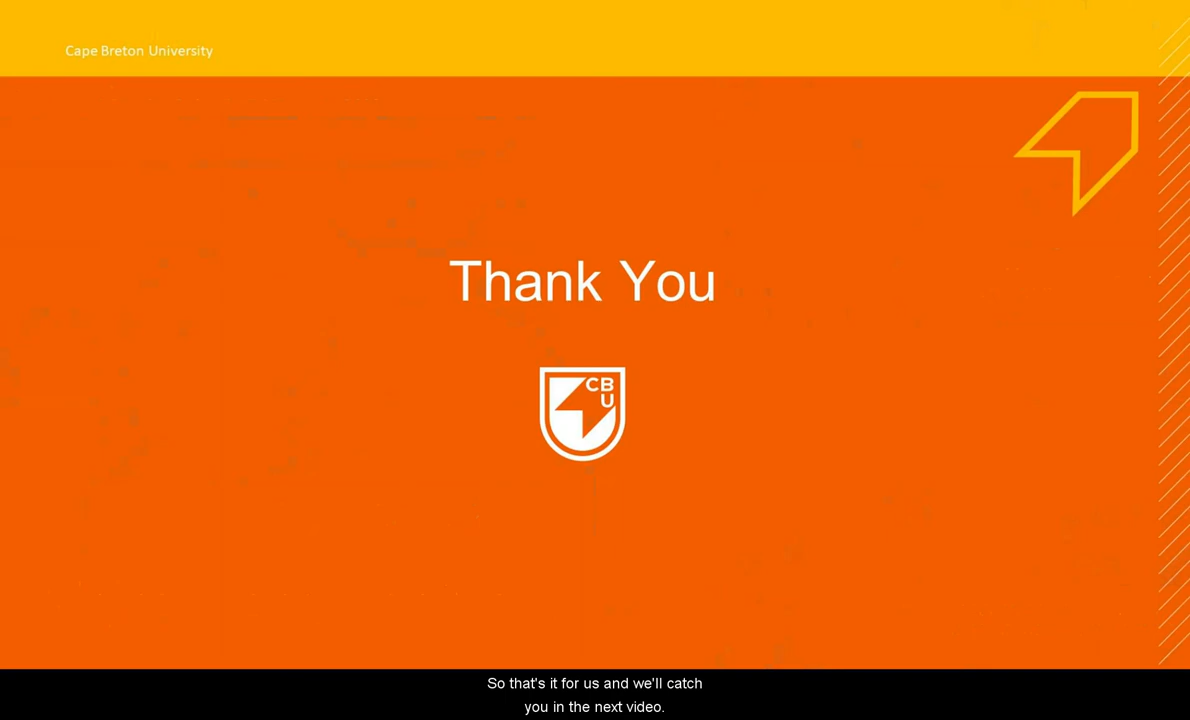 Cape Breton University
Thank You
CB
U
So that's it for us and we'll catch
you in the next video.